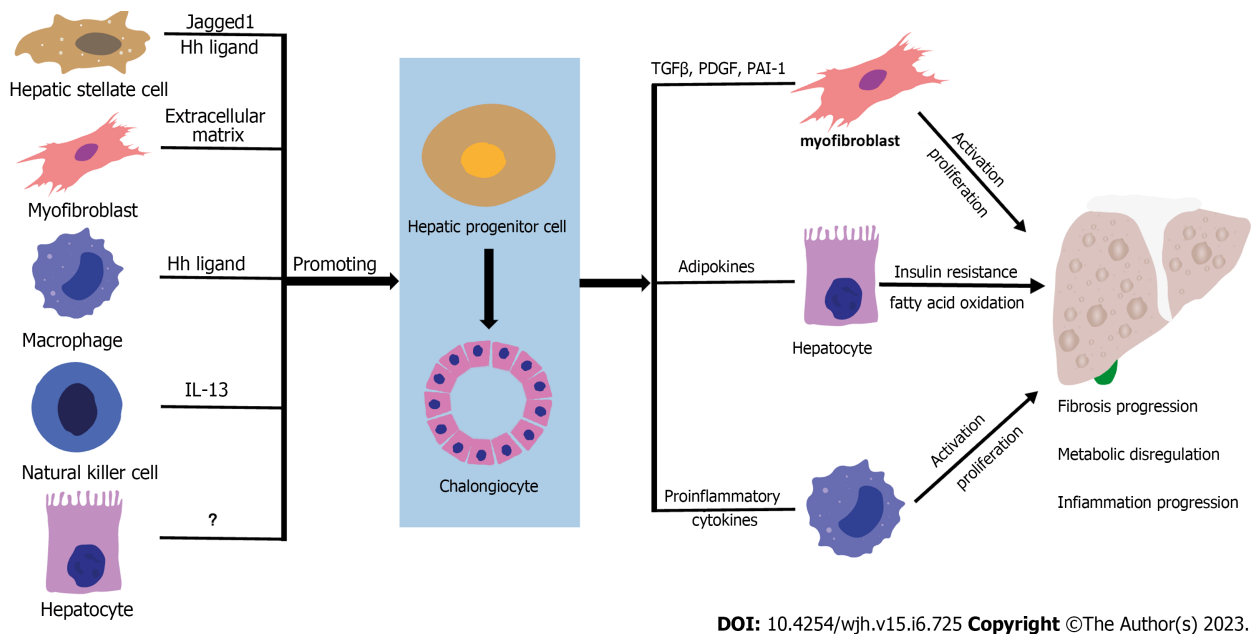 Jagged1
Hh ligand
Hepatic stellate cell
Extracellular
matrix
Myofibroblast
Hh ligand
Macrophage
IL-13
Natural killer cell
?
Hepatocyte
Promoting
Hepatic progenitor cell
Chalongiocyte
TGFβ, PDGF, PAI-1
myofibroblast
Activation
proliferation
Adipokines
Hepatocyte
Insulin resistance
fatty acid oxidation
Proinflammatory
cytokines
Activation
proliferation
Fibrosis progression
Metabolic disregulation
Infiammation progression
DOI: 10.4254/wjh.v15.i6.725 Copyright ©The Author(s) 2023.